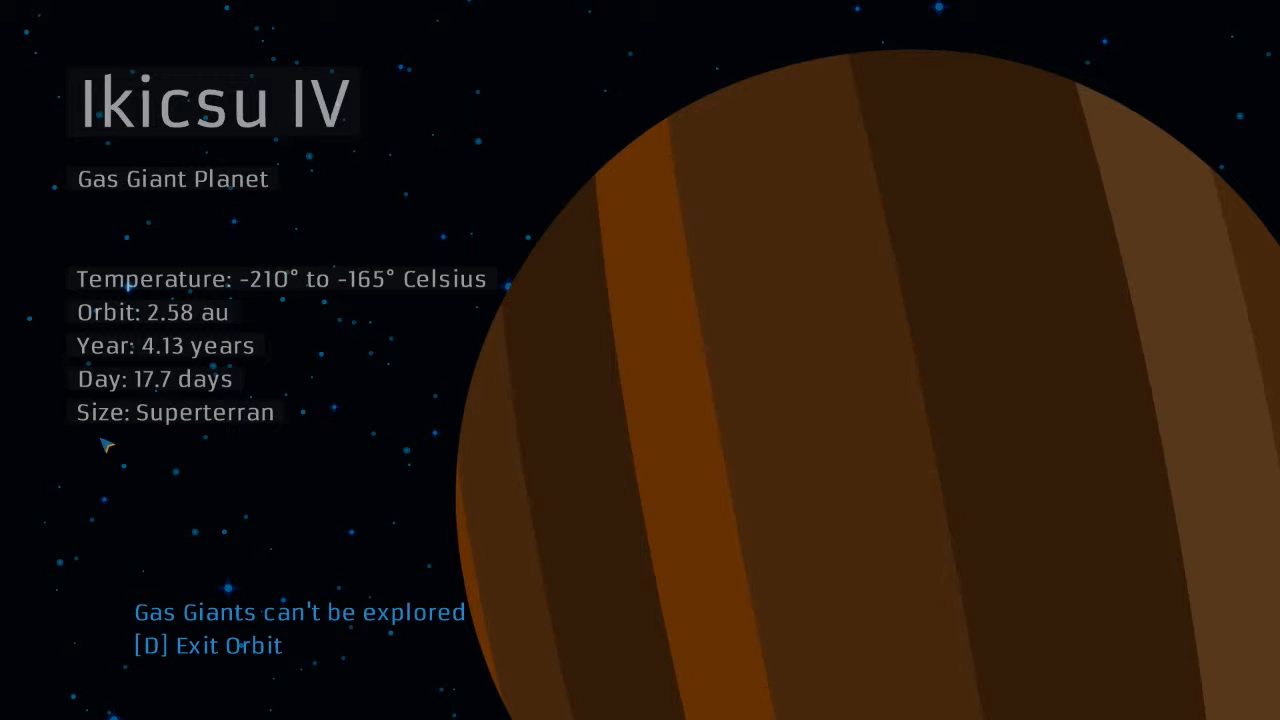 Ikicsu IV
Gas Giant Planet
Temperature: -210° to -165° Celsius
Orbit: 2.58 au
Year: 4.13 years
Day: 17.7 days
Size: Superterran
Gas Giants can't be explored
[D] Exit Orbit